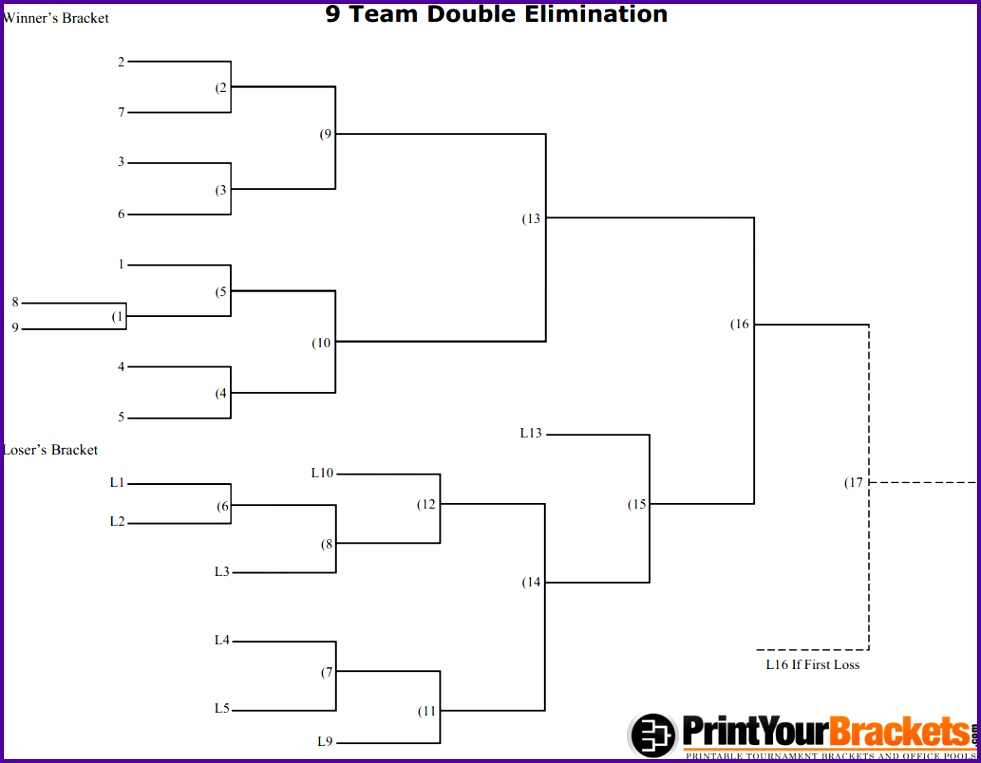 Winner's Bracket
9 Team Double Elimination
2
(2
7
(9
3
(3
6
(13
1
(5
8
(1
9
(16
(10
4
(4
5
L13
Loser's Bracket
L10
L1
(17
(6
(12
(15
L2
(8
L3
(14
L4
L16 If First Loss
(7
L5
(11
L9
PrintYourBrackets.com
PRINTABLE TOURNAMENT BRACKETS AND OFFICE POOLS